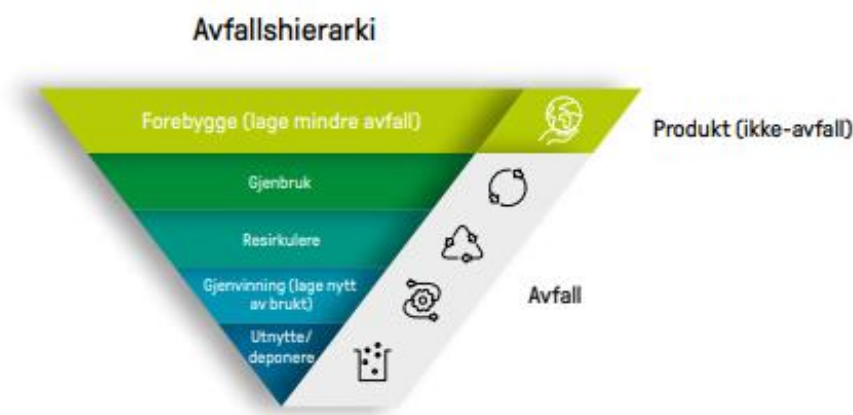 Avfallshierarki
Forebygge (lage mindre avfall)
Produkt (ikke-avfall)
Gjenbruk
Resirkulere
Gjenvinning (lage nytt
av brukt)
Avfall
Utnytte/
deponere